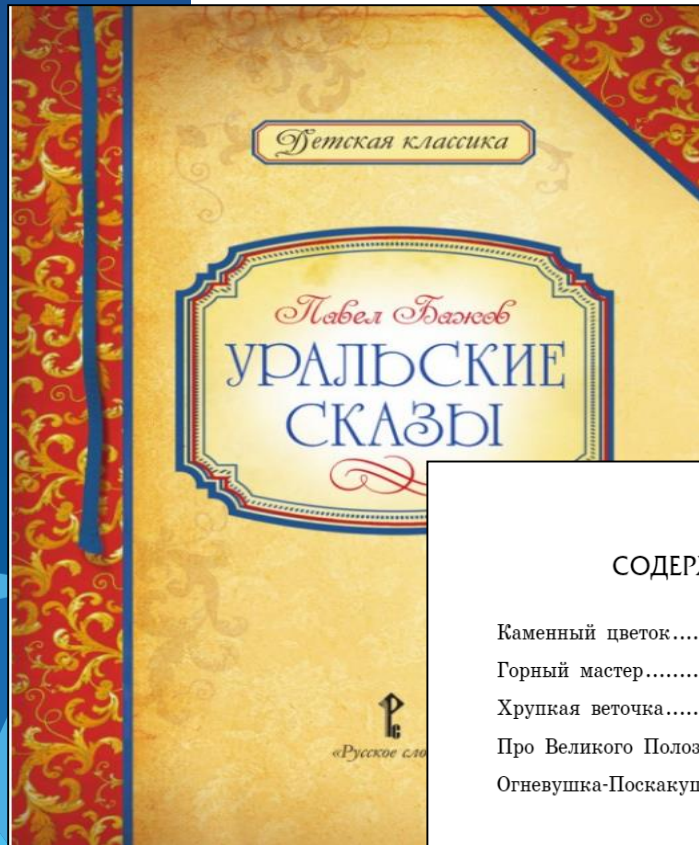 Детская классика
Павел Бажов
УРАЛЬСКИЕ
СКАЗЫ
«Русское сло
СОДЕР
Каменный цветок....
Горный мастер........
Хрупкая веточка.....
Про Великого Полоз
Огневушка-Поскакуш